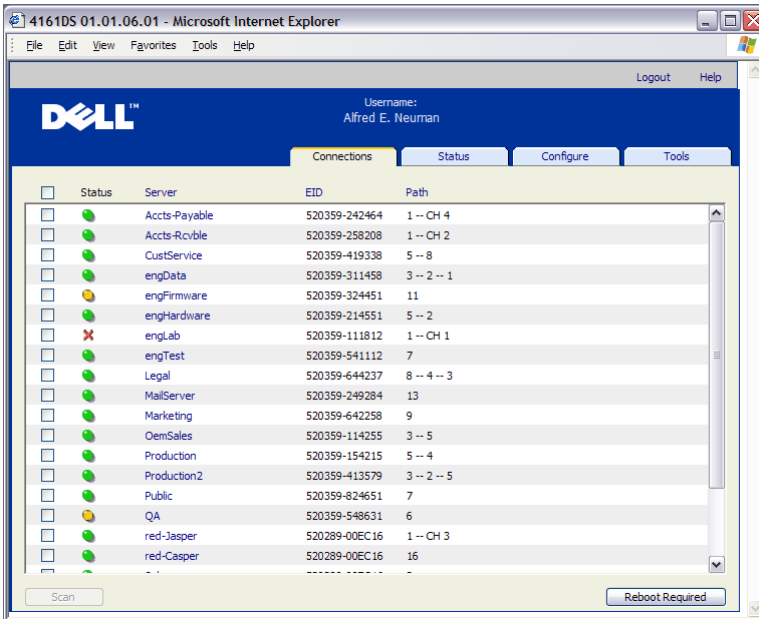 4161DS 01.01.06.01 - Microsoft Internet Explorer
File Edit View Favorites Tools Help
Logout Help
DELL™
Username:
Alfred E. Neuman
Connections Status Configure Tools
Status Server EID Path
Accts-Payable 520359-242464 1 -- CH 4
Accts-Rcvble 520359-258208 1 -- CH 2
CustService 520359-419338 5 -- 8
engData 520359-311458 3 -- 2 -- 1
engFirmware 520359-324451 11
engHardware 520359-214551 5 -- 2
engLab 520359-111812 1 -- CH 1
engTest 520359-541112 7
Legal 520359-644237 8 -- 4 -- 3
MailServer 520359-249284 13
Marketing 520359-642258 9
OemSales 520359-114255 3 -- 5
Production 520359-154215 5 -- 4
Production2 520359-413579 3 -- 2 -- 5
Public 520359-824651 7
QA 520359-548631 6
red-Jasper 520289-00EC16 1 -- CH 3
red-Casper 520289-00EC16 16
Scan Reboot Required